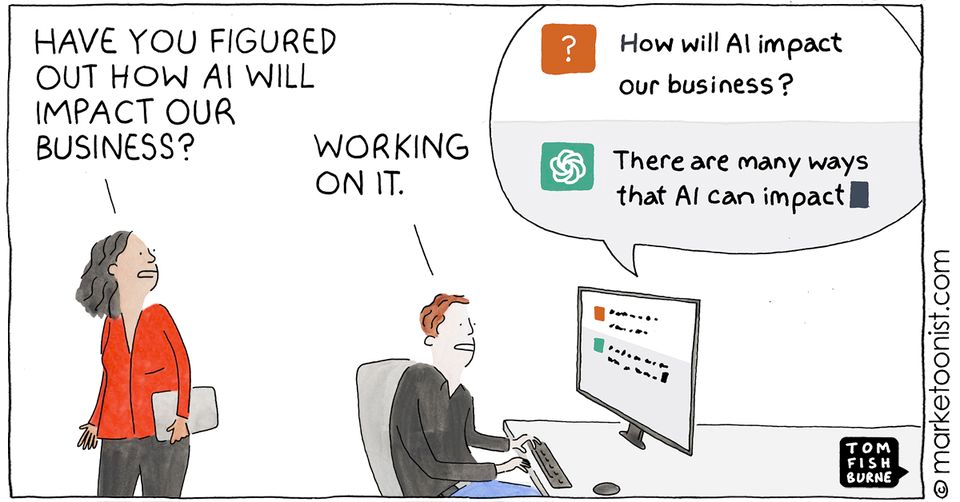 HAVE YOU FIGURED
OUT HOW AI WILL
IMPACT OUR
BUSINESS?
WORKING
ON IT.
?
How will AI impact
our business?
There are many ways
that AI can impact
TOM
FISH
BURNE
© marketoonist.com